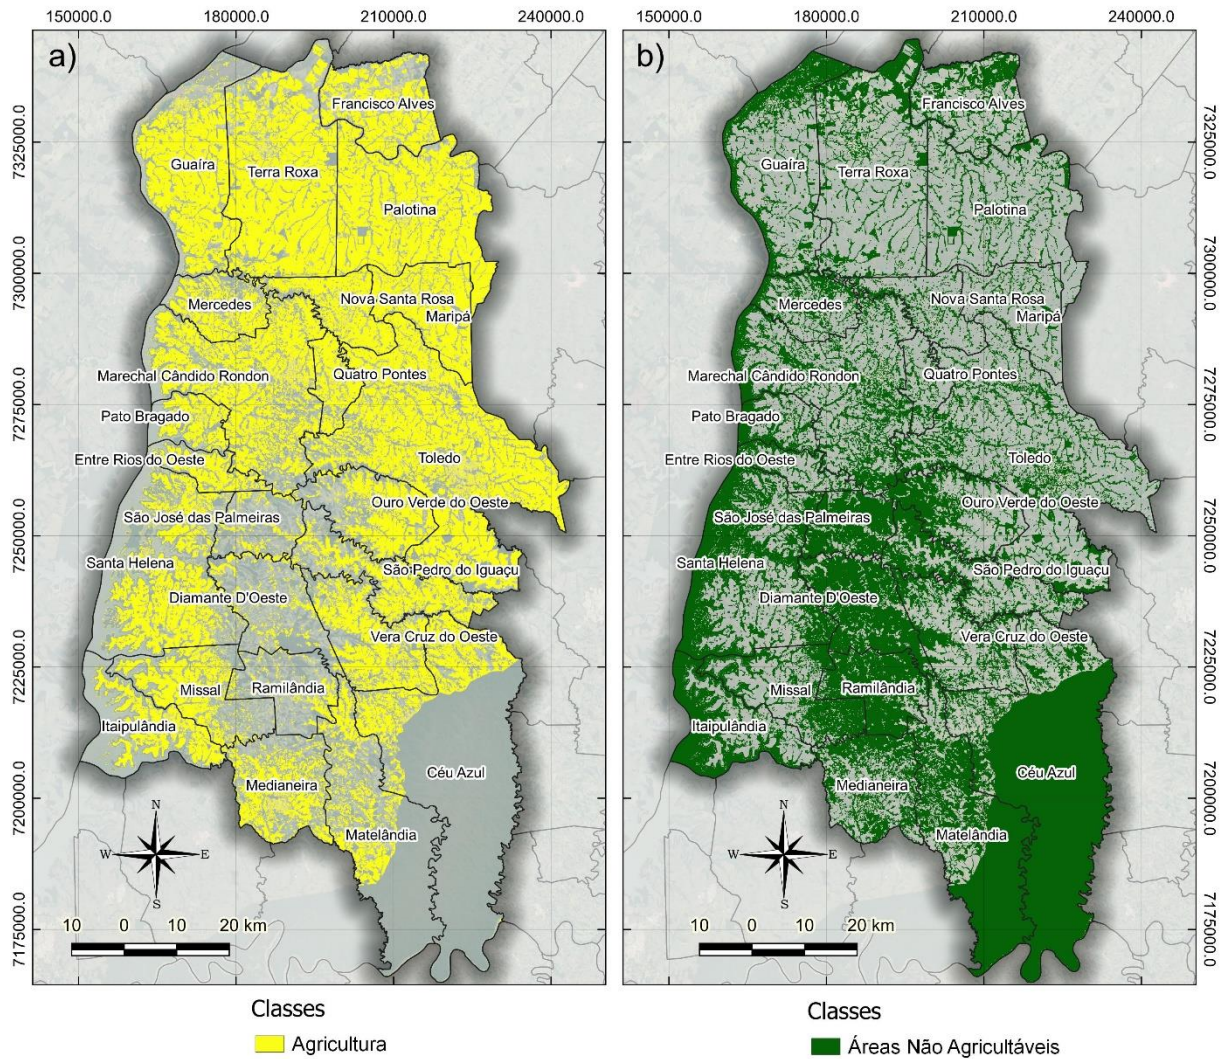 150000.0 180000.0 210000.0 240000.0
150000.0 180000.0 210000.0 240000.0
a)
Francisco Alves
Guaíra
Terra Roxa
Palotina
Mercedes
Nova Santa Rosa
Maripá
Marechal Cândido Rondon
Quatro Pontes
Pato Bragado
Entre Rios do Oeste
Toledo
Ouro Verde do Oeste
São José das Palmeiras
Santa Helena
São Pedro do Iguaçu
Diamante D'Oeste
Vera Cruz do Oeste
Missal
Ramilândia
Itaipulândia
Céu Azul
Medianeira
Matelândia
N
W E
S
10 0 10 20 km
7325000.0
7300000.0
7275000.0
7250000.0
7225000.0
7200000.0
7175000.0
Classes
Agricultura
b)
Francisco Alves
Guaíra
Terra Roxa
Palotina
Mercedes
Nova Santa Rosa
Maripá
Marechal Cândido Rondon
Quatro Pontes
Pato Bragado
Entre Rios do Oeste
Toledo
Ouro Verde do Oeste
São José das Palmeiras
Santa Helena
São Pedro do Iguaçu
Diamante D'Oeste
Vera Cruz do Oeste
Missal
Ramilândia
Itaipulândia
Céu Azul
Medianeira
Matelândia
N
W E
S
10 0 10 20 km
7325000.0
7300000.0
7275000.0
7250000.0
7225000.0
7200000.0
7175000.0
Classes
Áreas Não Agricultáveis